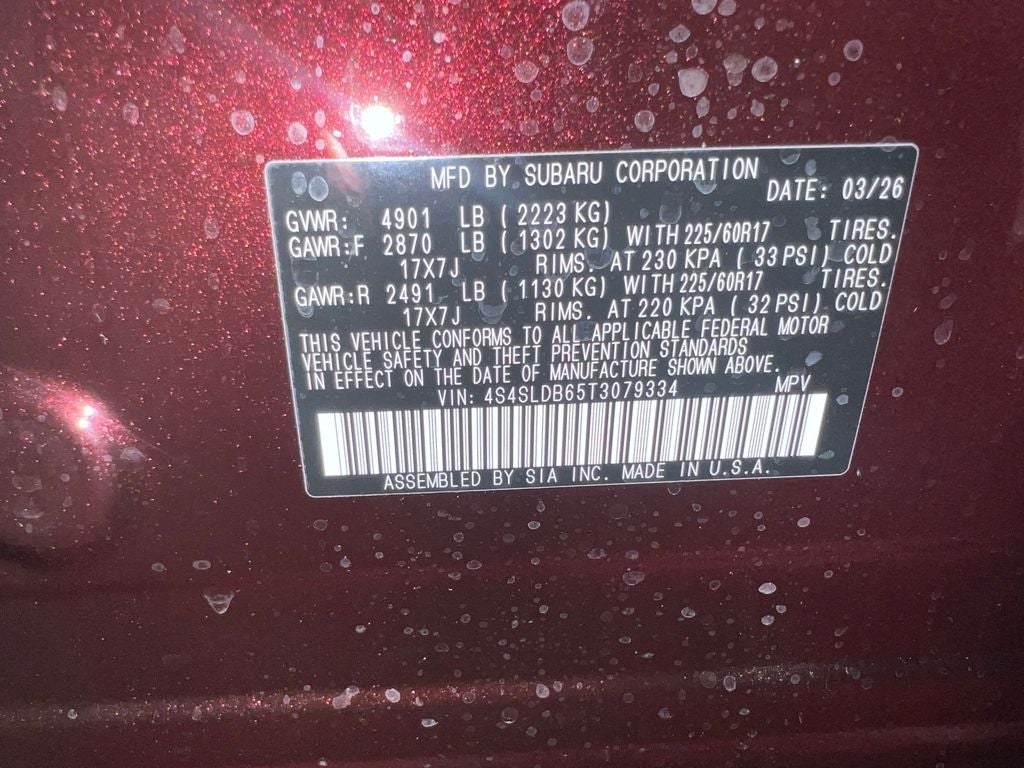 MFD BY SUBARU CORPORATION
DATE: 03/26
GVWR: 4901 LB ( 2223 KG)
GAWR:F 2870 LB ( 1302 KG) WITH 225/60R17 TIRES.
17X7J RIMS. AT 230 KPA ( 33 PSI) COLD
GAWR:R 2491 LB ( 1130 KG) WITH 225/60R17 TIRES.
17X7J RIMS. AT 220 KPA ( 32 PSI) COLD
THIS VEHICLE CONFORMS TO ALL APPLICABLE FEDERAL MOTOR
VEHICLE SAFETY AND THEFT PREVENTION STANDARDS
IN EFFECT ON THE DATE OF MANUFACTURE SHOWN ABOVE.
VIN: 4S4SLDB65T3079334 MPV
ASSEMBLED BY SIA INC. MADE IN U.S.A.